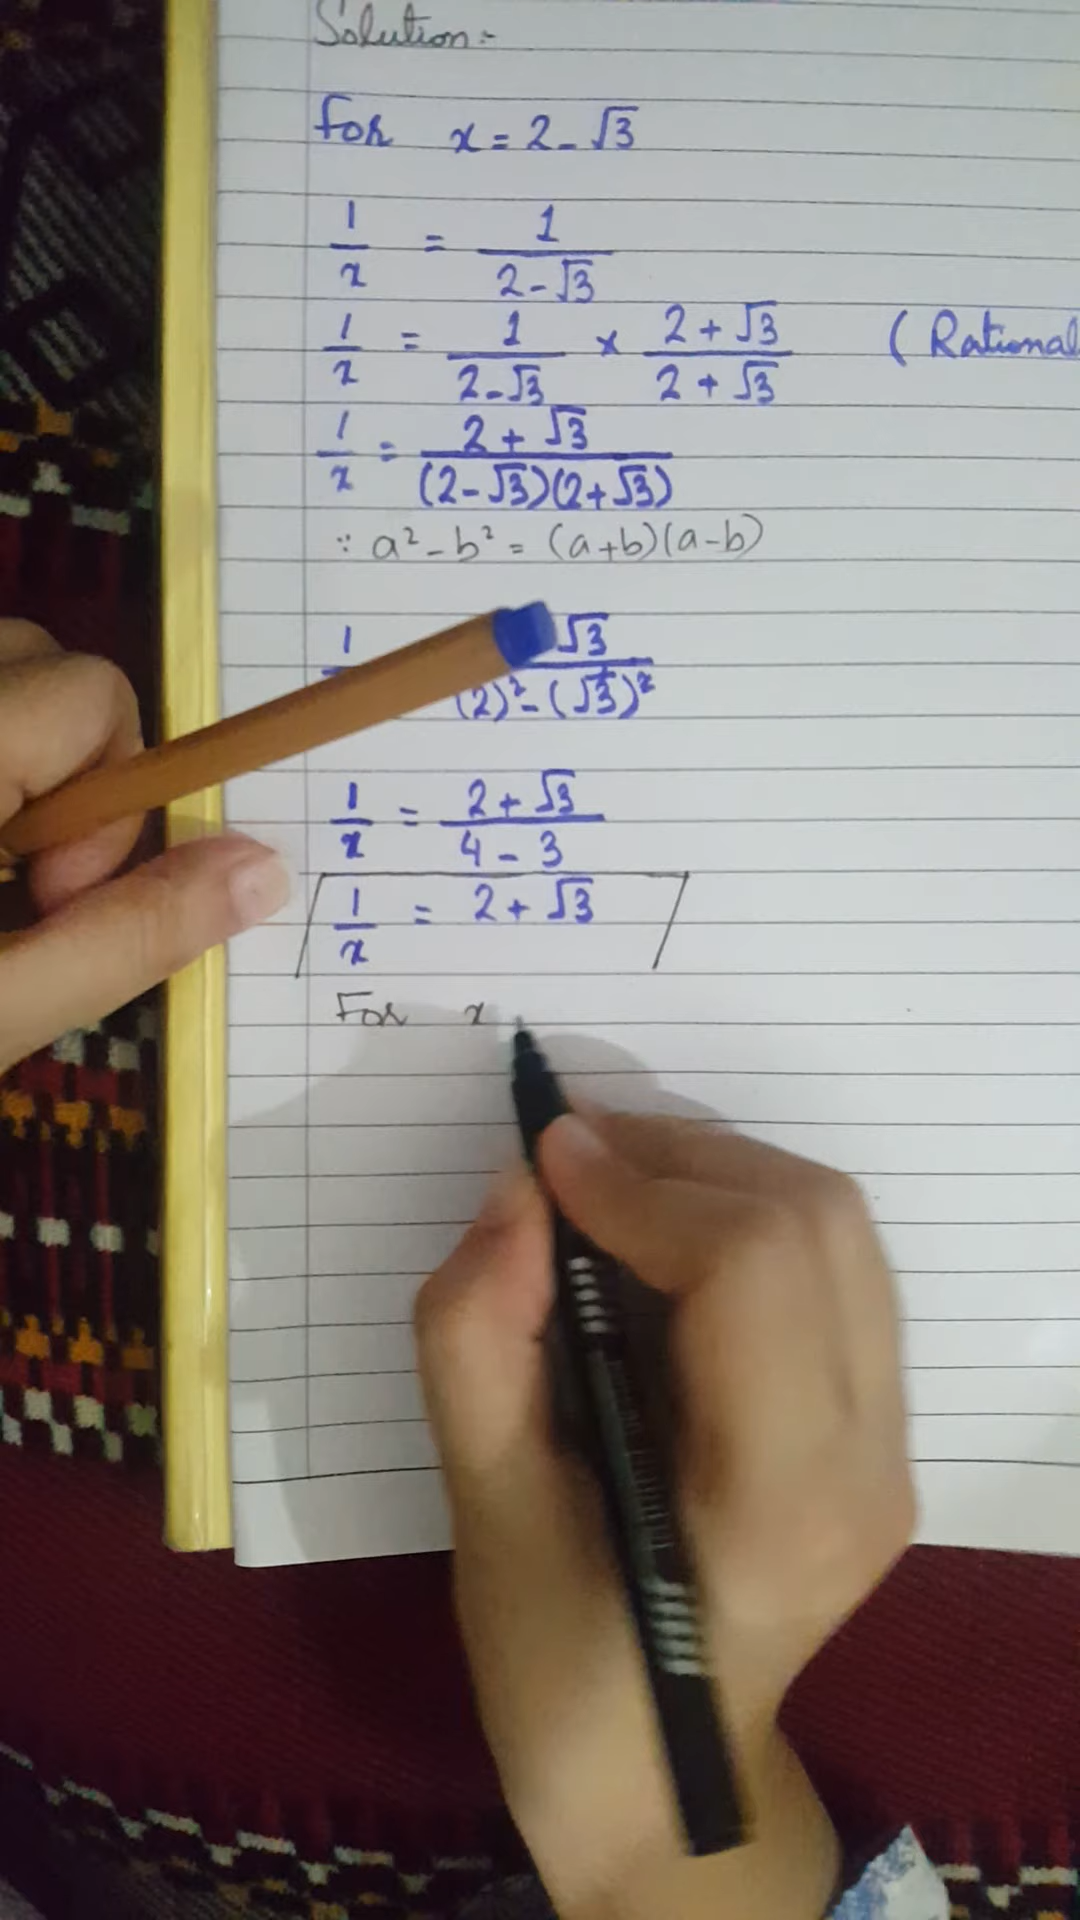 Solution:-
For x = 2 - √3
1/x = 1/(2 - √3)
1/x = 1/(2 - √3) × (2 + √3)/(2 + √3) (Rational
1/x = (2 + √3)/((2 - √3)(2 + √3))
∵ a² - b² = (a+b)(a-b)
1 √3/((2)² - (√3)²)
1/x = (2 + √3)/(4 - 3)
1/x = 2 + √3
For x